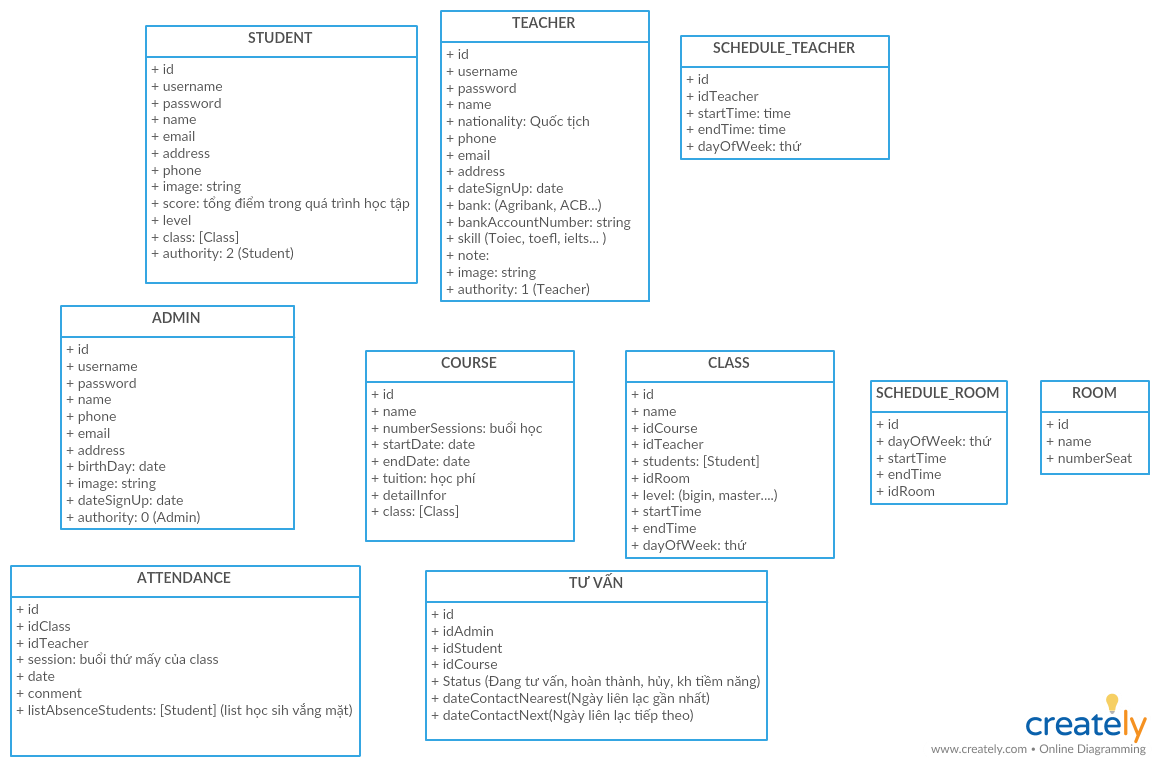 STUDENT
+ id
+ username
+ password
+ name
+ email
+ address
+ phone
+ image: string
+ score: tổng điểm trong quá trình học tập
+ level
+ class: [Class]
+ authority: 2 (Student)
TEACHER
+ id
+ username
+ password
+ name
+ nationality: Quốc tịch
+ phone
+ email
+ address
+ dateSignUp: date
+ bank: (Agribank, ACB...)
+ bankAccountNumber: string
+ skill (Toiec, toefl, ielts... )
+ note:
+ image: string
+ authority: 1 (Teacher)
SCHEDULE_TEACHER
+ id
+ idTeacher
+ startTime: time
+ endTime: time
+ dayOfWeek: thứ
ADMIN
+ id
+ username
+ password
+ name
+ phone
+ email
+ address
+ birthDay: date
+ image: string
+ dateSignUp: date
+ authority: 0 (Admin)
COURSE
+ id
+ name
+ numberSessions: buổi học
+ startDate: date
+ endDate: date
+ tuition: học phí
+ detailInfor
+ class: [Class]
CLASS
+ id
+ name
+ idCourse
+ idTeacher
+ students: [Student]
+ idRoom
+ level: (bigin, master....)
+ startTime
+ endTime
+ dayOfWeek: thứ
SCHEDULE_ROOM
+ id
+ dayOfWeek: thứ
+ startTime
+ endTime
+ idRoom
ROOM
+ id
+ name
+ numberSeat
ATTENDANCE
+ id
+ idClass
+ idTeacher
+ session: buổi thứ mấy của class
+ date
+ conment
+ listAbsenceStudents: [Student] (list học sih vắng mặt)
TƯ VẤN
+ id
+ idAdmin
+ idStudent
+ idCourse
+ Status (Đang tư vấn, hoàn thành, hủy, kh tiềm năng)
+ dateContactNearest(Ngày liên lạc gần nhất)
+ dateContactNext(Ngày liên lạc tiếp theo)
creately
www.creately.com • Online Diagramming